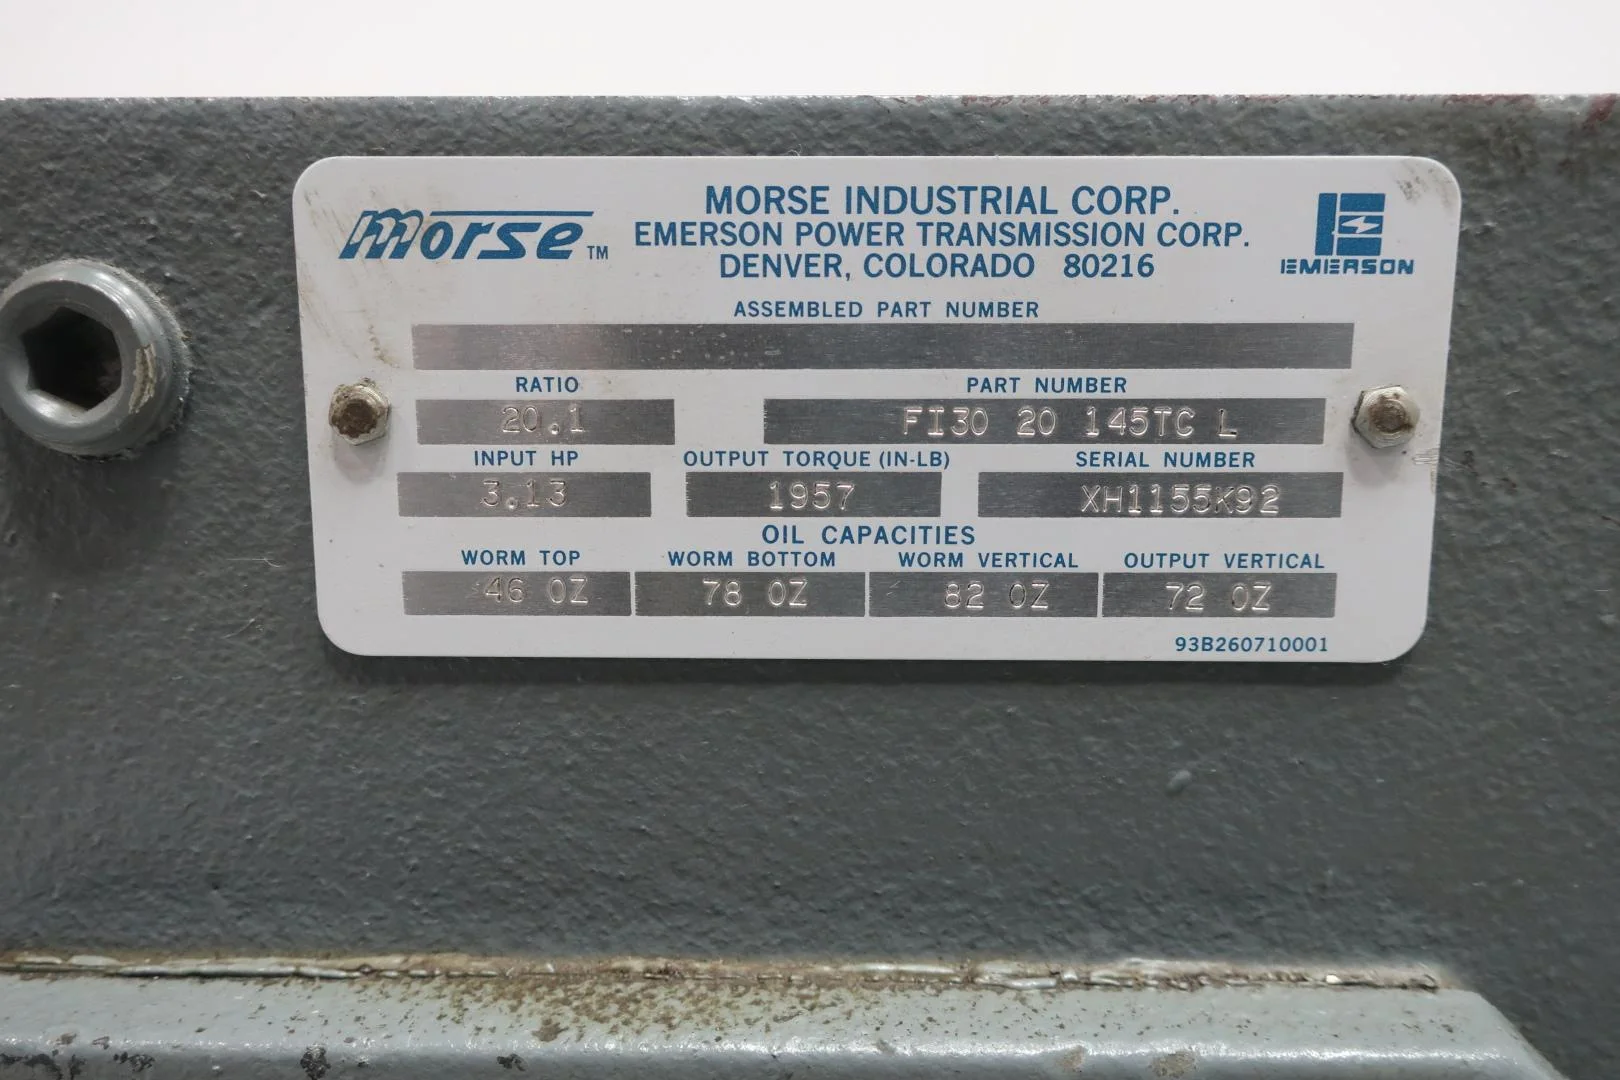 morse™
MORSE INDUSTRIAL CORP.
EMERSON POWER TRANSMISSION CORP.
DENVER, COLORADO 80216
EMERSON
ASSEMBLED PART NUMBER
RATIO PART NUMBER
20.1 FI30 20 145TC L
INPUT HP OUTPUT TORQUE (IN-LB) SERIAL NUMBER
3.13 1957 XH1155K92
OIL CAPACITIES
WORM TOP WORM BOTTOM WORM VERTICAL OUTPUT VERTICAL
46 OZ 78 OZ 82 OZ 72 OZ
93B260710001